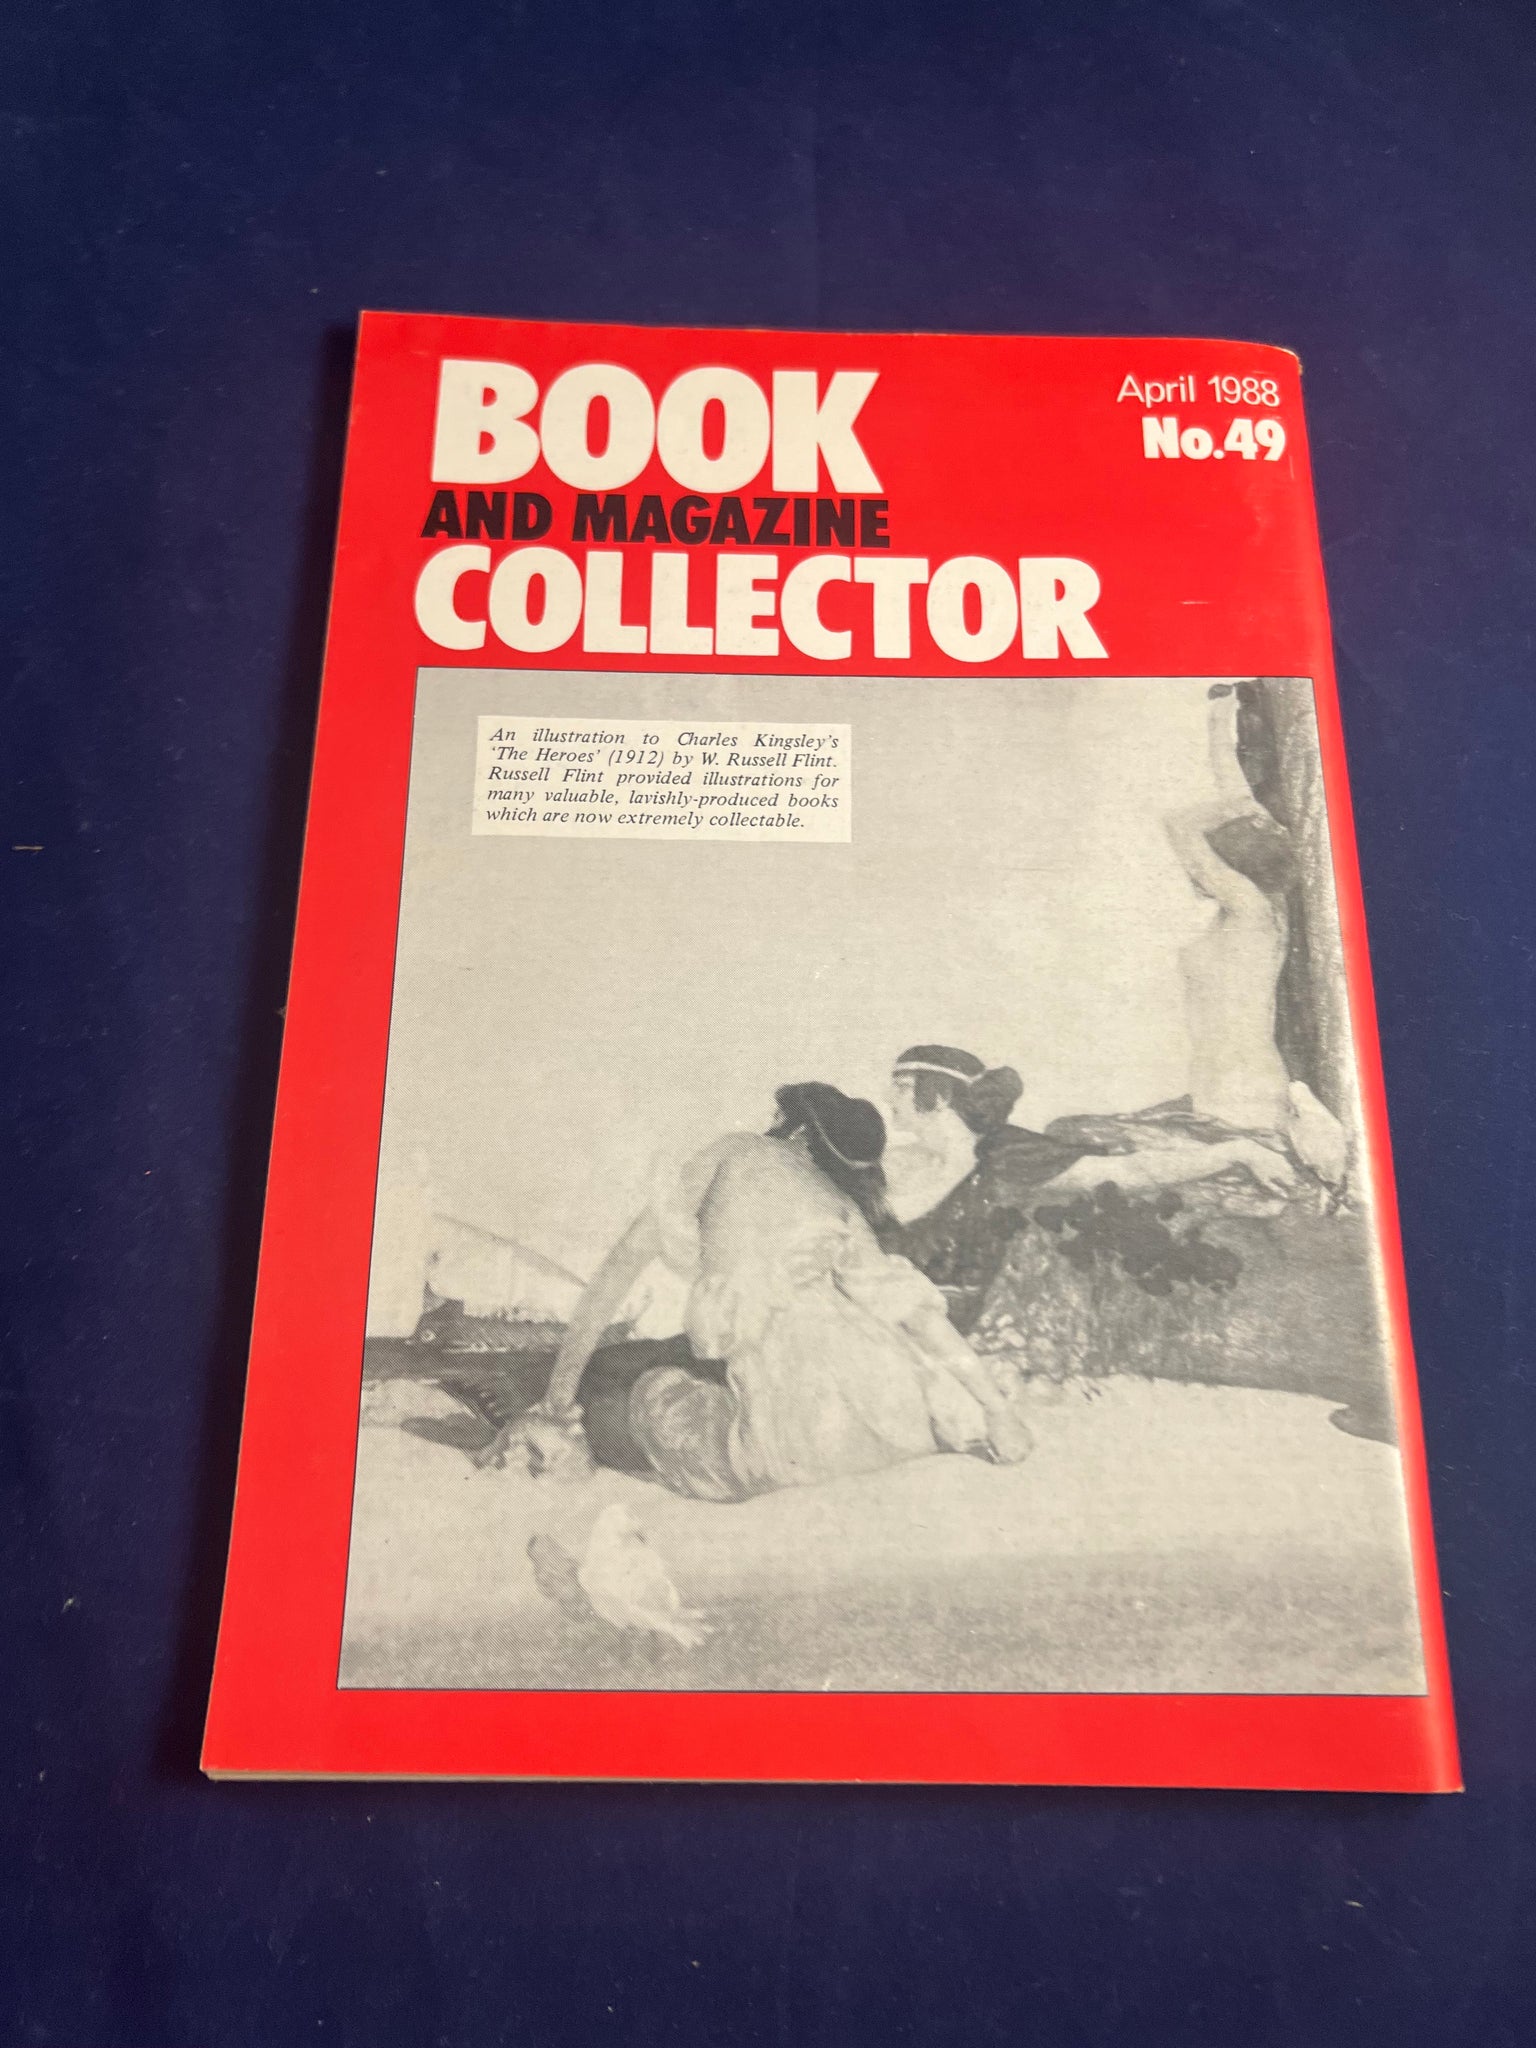 BOOK
AND MAGAZINE
COLLECTOR
April 1988
No.49
An illustration to Charles Kingsley's
'The Heroes' (1912) by W. Russell Flint.
Russell Flint provided illustrations for
many valuable, lavishly-produced books
which are now extremely collectable.